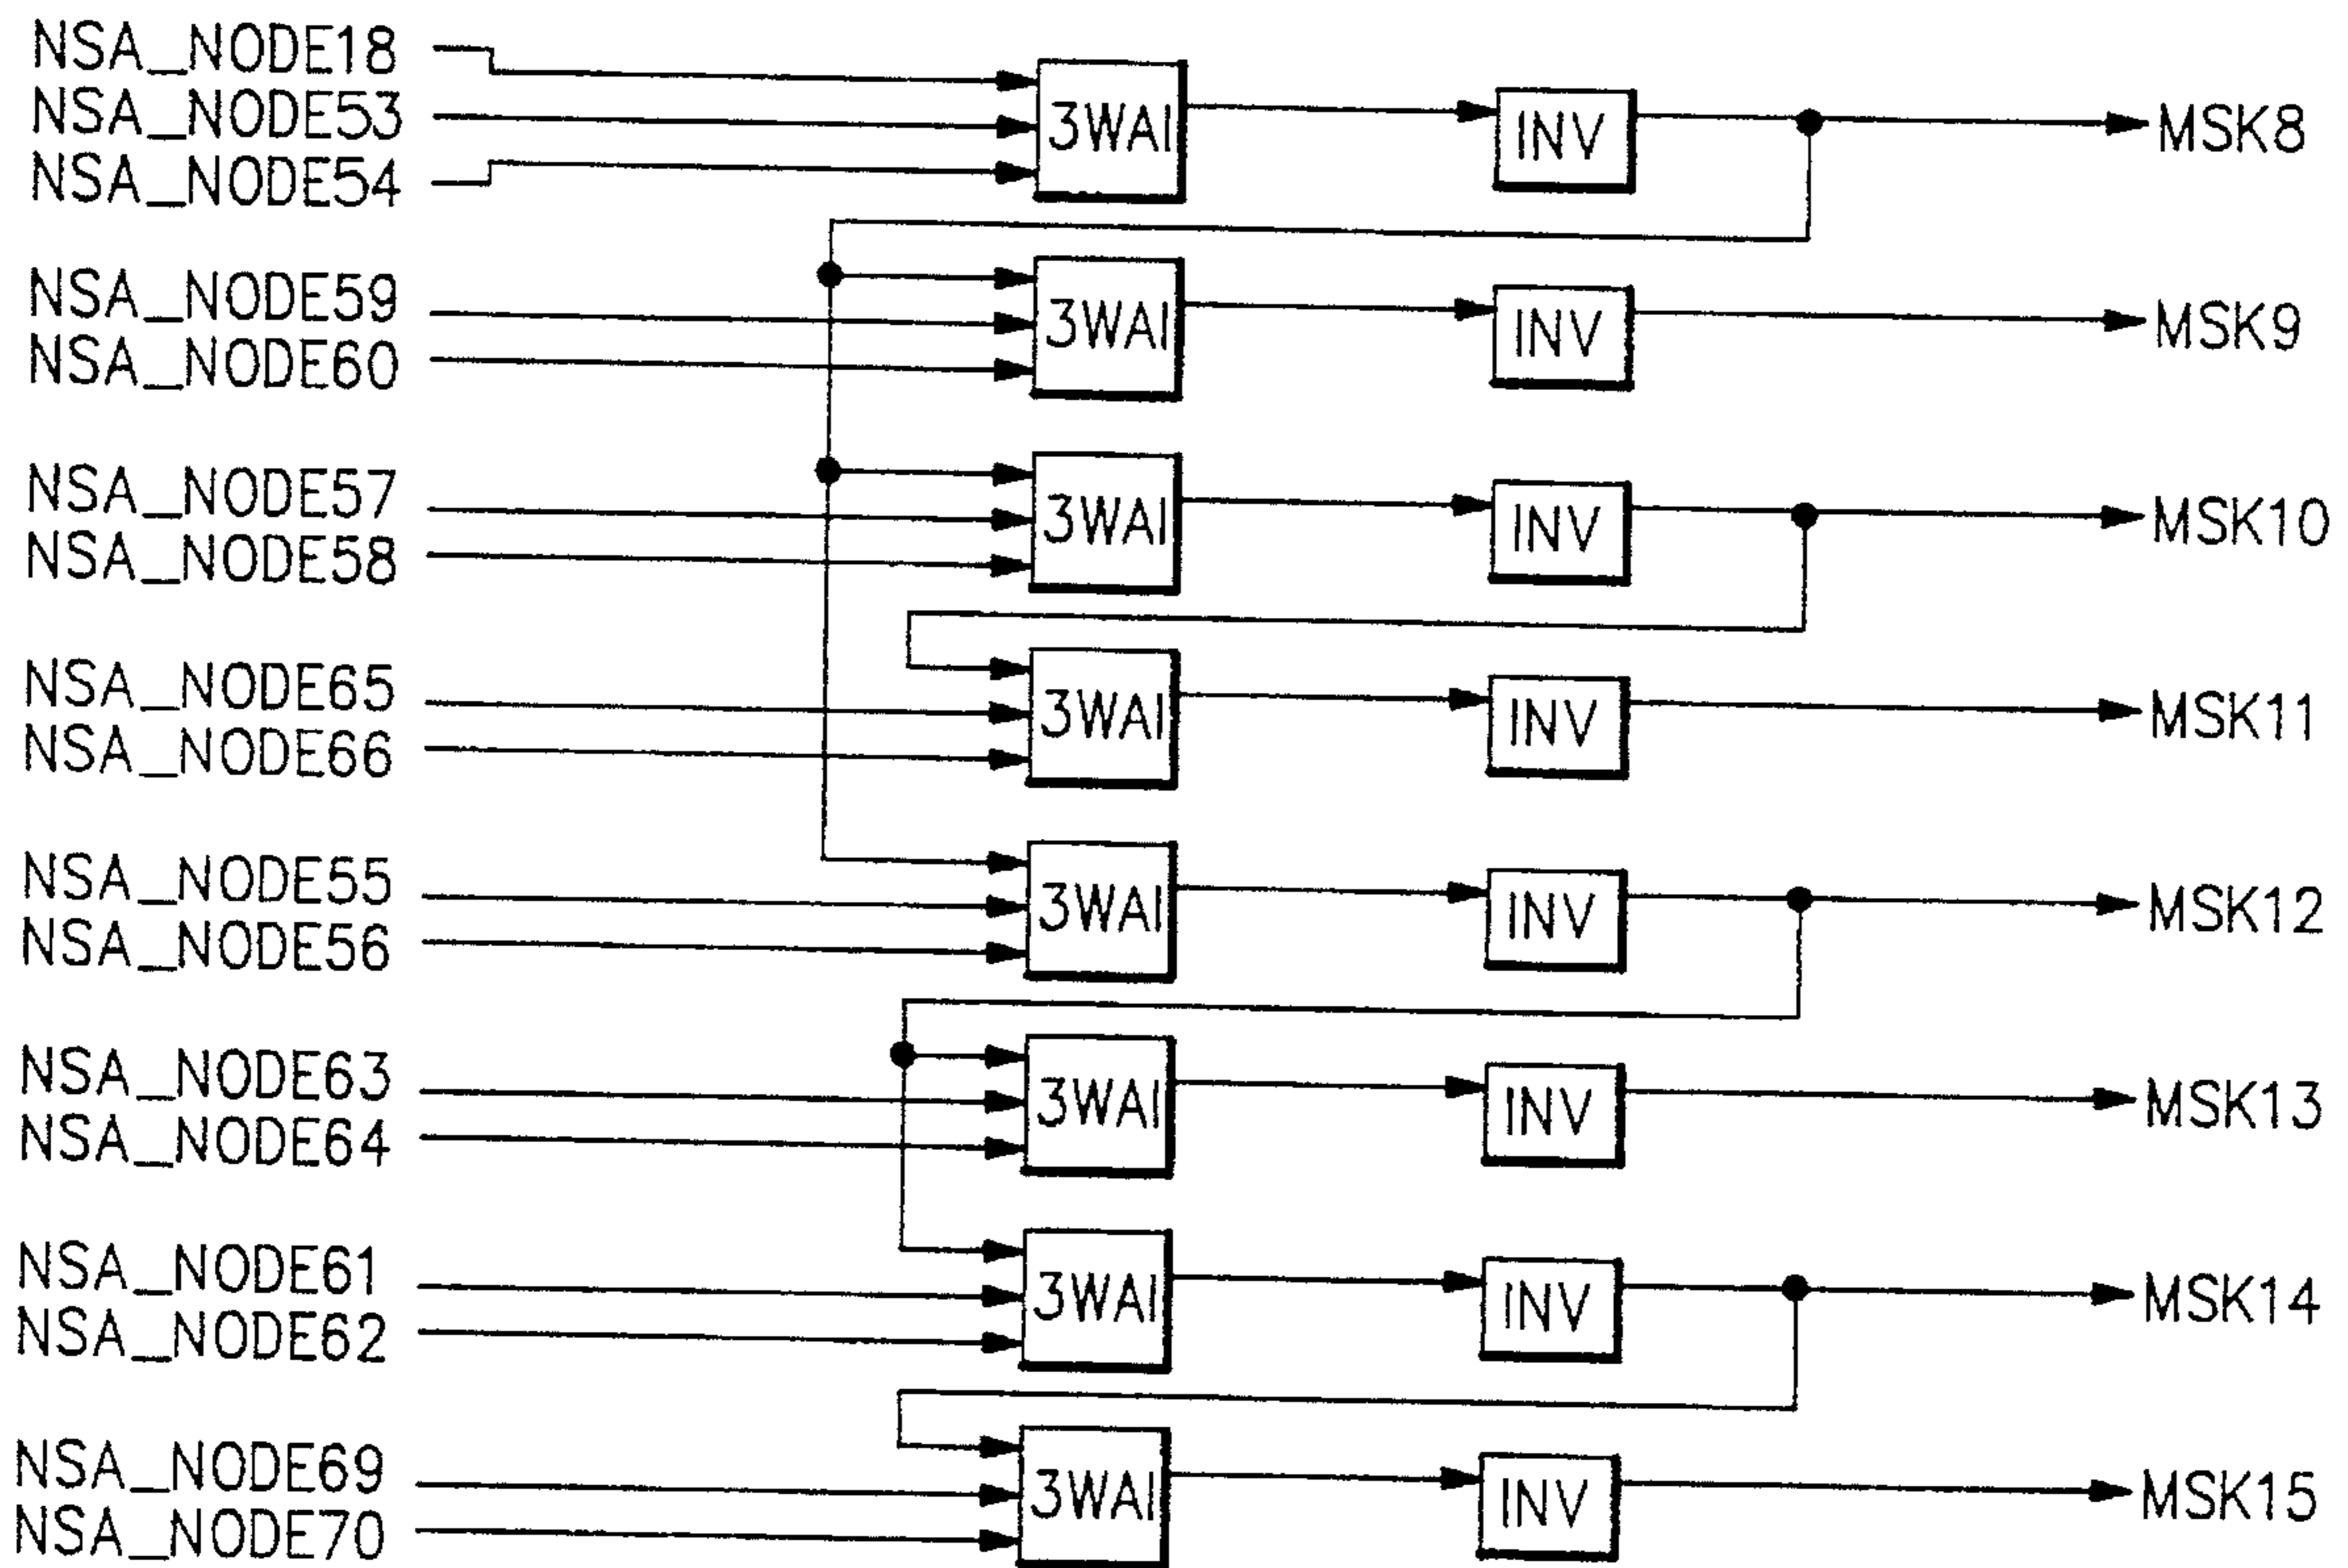 NSA_NODE18
NSA_NODE53 3WAI INV MSK8
NSA_NODE54
NSA_NODE59 3WAI INV MSK9
NSA_NODE60
NSA_NODE57 3WAI INV MSK10
NSA_NODE58
NSA_NODE65 3WAI INV MSK11
NSA_NODE66
NSA_NODE55 3WAI INV MSK12
NSA_NODE56
NSA_NODE63 3WAI INV MSK13
NSA_NODE64
NSA_NODE61 3WAI INV MSK14
NSA_NODE62
NSA_NODE69 3WAI INV MSK15
NSA_NODE70